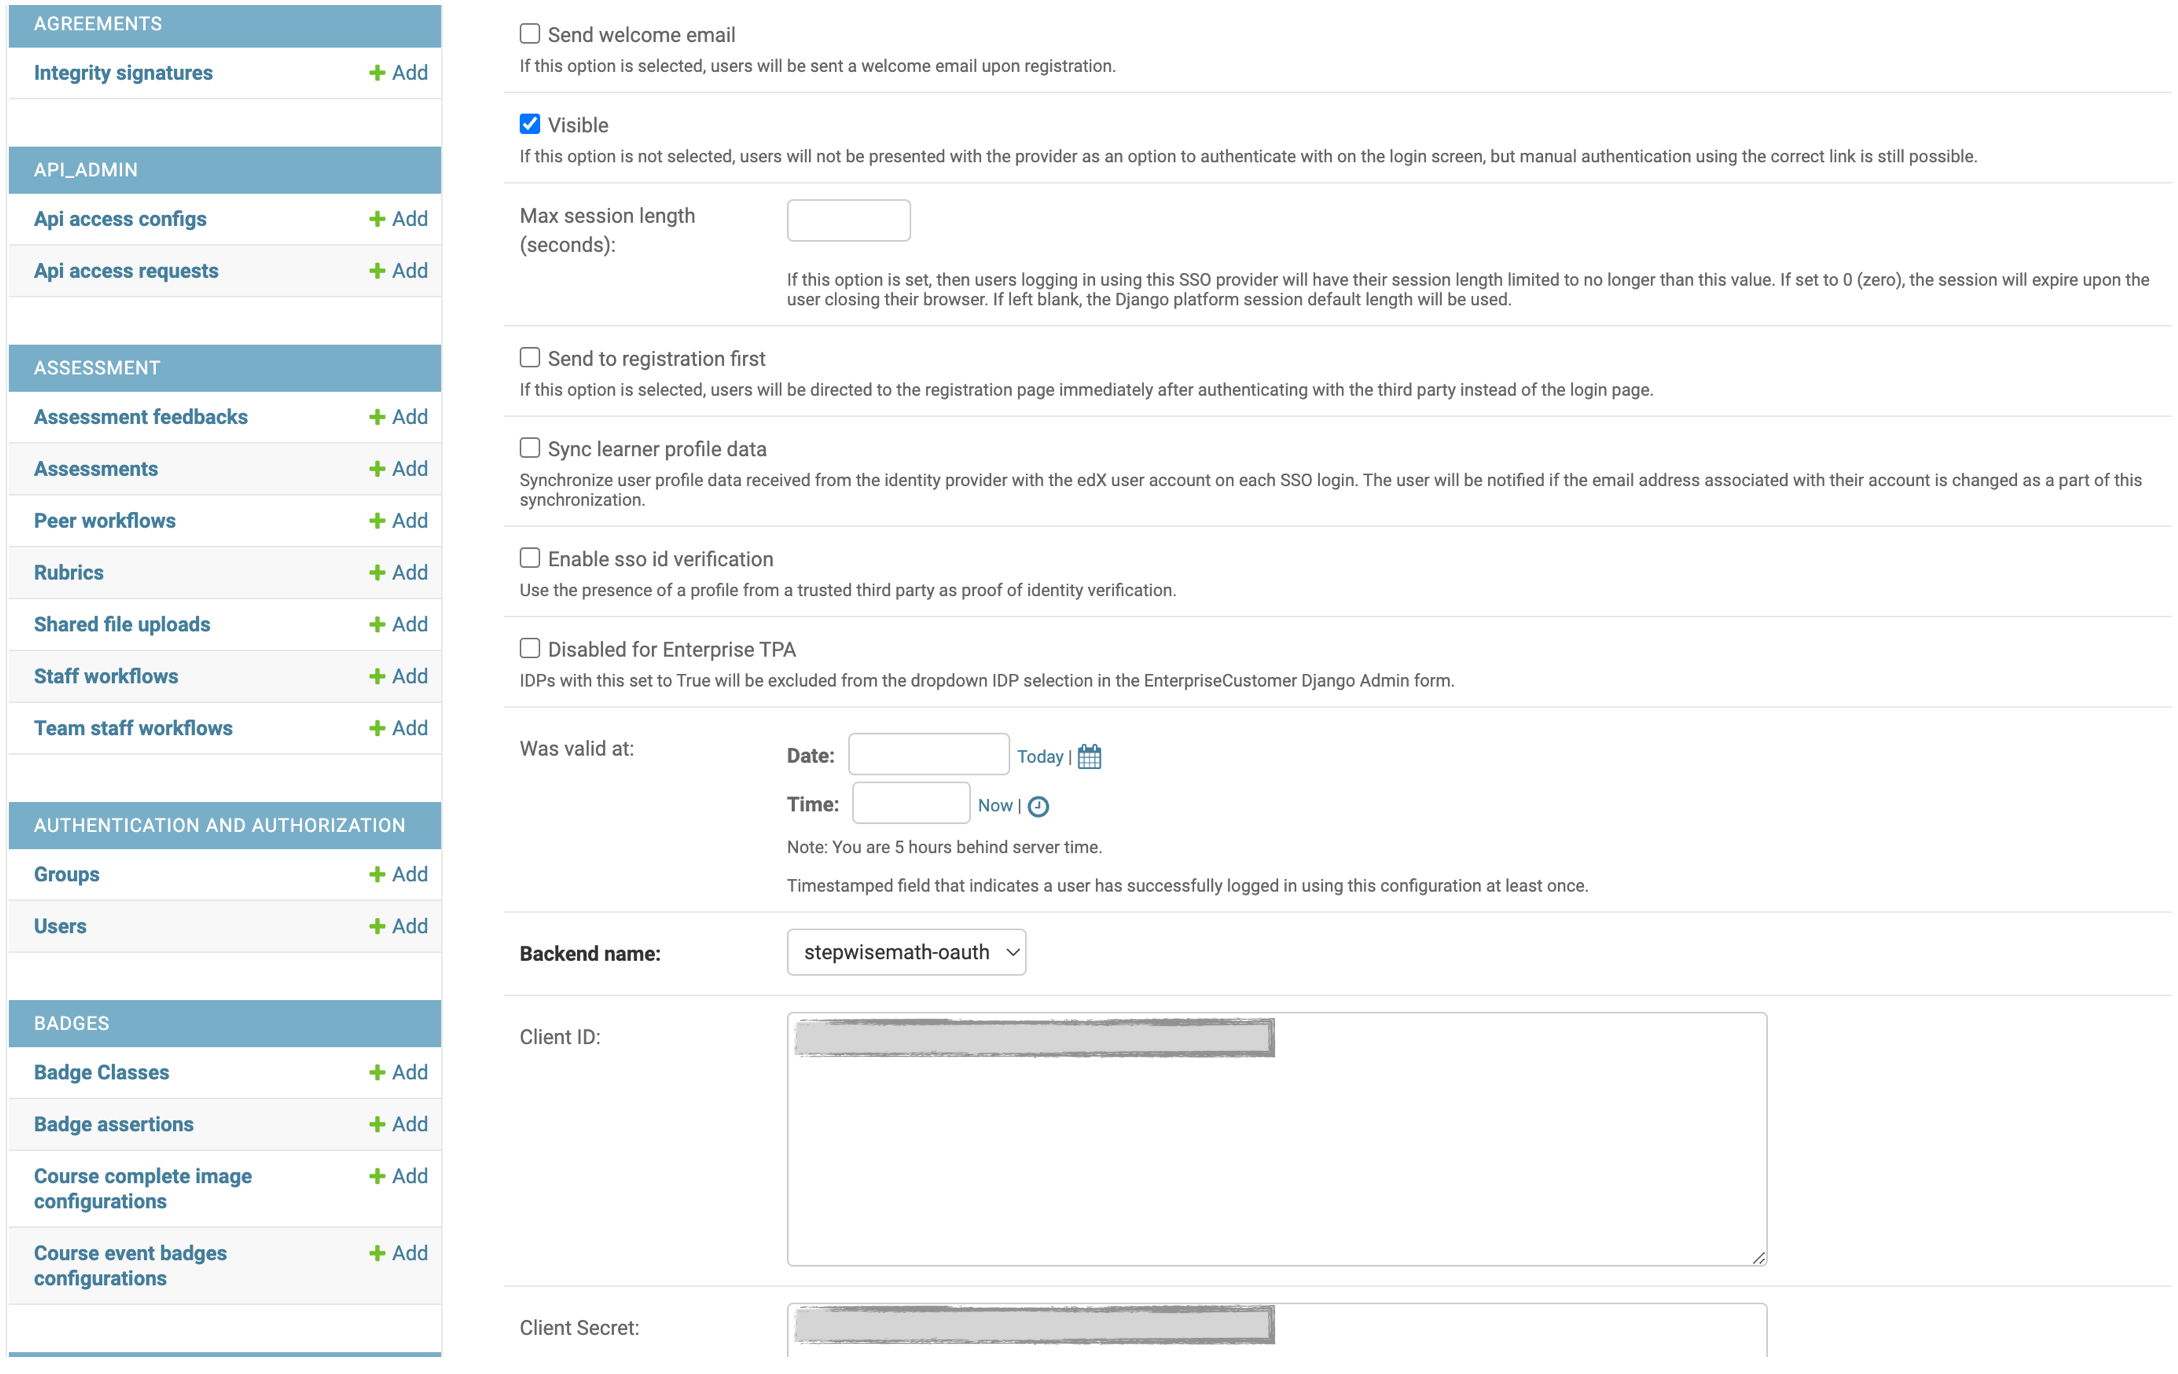 AGREEMENTS
Integrity signatures
Add
API_ADMIN
Api access configs
Add
Api access requests
Add
ASSESSMENT
Assessment feedbacks
Add
Assessments
Add
Peer workflows
Add
Rubrics
Add
Shared file uploads
Add
Staff workflows
Add
Team staff workflows
Add
AUTHENTICATION AND AUTHORIZATION
Groups
Add
Users
Add
BADGES
Badge Classes
Add
Badge assertions
Add
Course complete image
configurations
Add
Course event badges
configurations
Add
Send welcome email
If this option is selected, users will be sent a welcome email upon registration.
Visible
If this option is not selected, users will not be presented with the provider as an option to authenticate with on the login screen, but manual authentication using the correct link is still possible.
Max session length
(seconds):
If this option is set, then users logging in using this SSO provider will have their session length limited to no longer than this value. If set to 0 (zero), the session will expire upon the
user closing their browser. If left blank, the Django platform session default length will be used.
Send to registration first
If this option is selected, users will be directed to the registration page immediately after authenticating with the third party instead of the login page.
Sync learner profile data
Synchronize user profile data received from the identity provider with the edX user account on each SSO login. The user will be notified if the email address associated with their account is changed as a part of this
synchronization.
Enable sso id verification
Use the presence of a profile from a trusted third party as proof of identity verification.
Disabled for Enterprise TPA
IDPs with this set to True will be excluded from the dropdown IDP selection in the EnterpriseCustomer Django Admin form.
Was valid at:
Date: Today |
Time: Now |
Note: You are 5 hours behind server time.
Timestamped field that indicates a user has successfully logged in using this configuration at least once.
Backend name: stepwisemath-oauth
Client ID:
Client Secret: